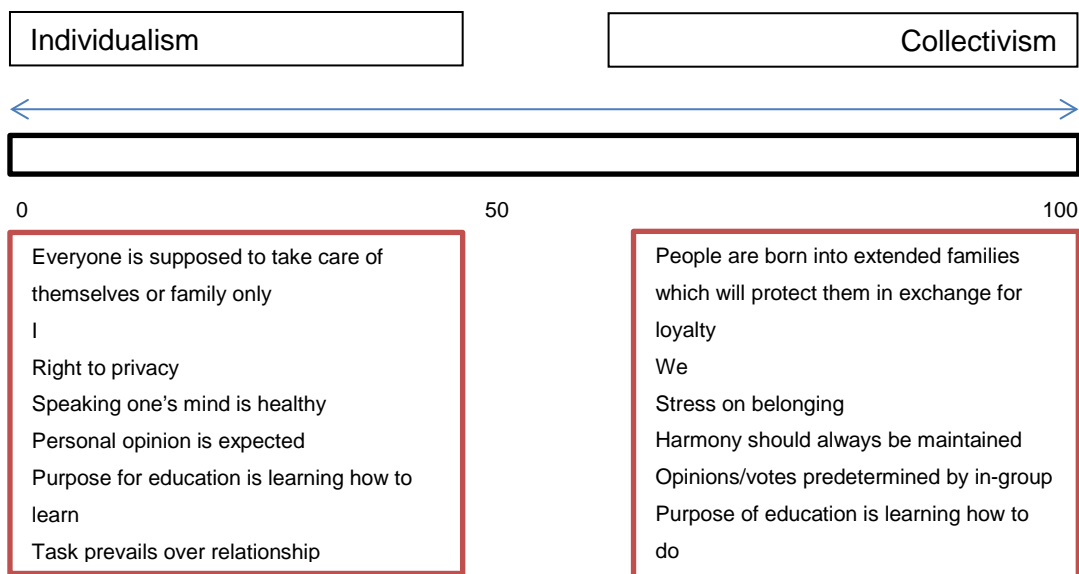 Individualism
Collectivism
0
50
100
Everyone is supposed to take care of
themselves or family only
I
Right to privacy
Speaking one’s mind is healthy
Personal opinion is expected
Purpose for education is learning how to
learn
Task prevails over relationship
People are born into extended families
which will protect them in exchange for
loyalty
We
Stress on belonging
Harmony should always be maintained
Opinions/votes predetermined by in-group
Purpose of education is learning how to
do